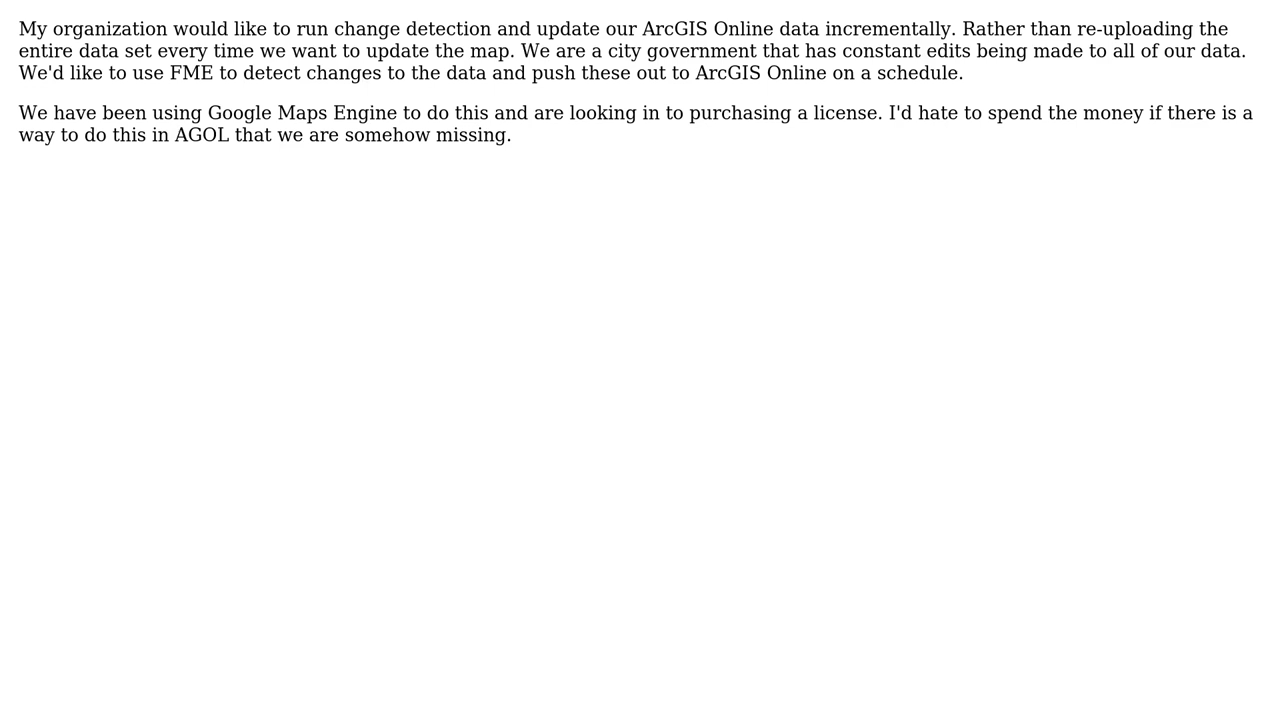 My organization would like to run change detection and update our ArcGIS Online data incrementally. Rather than re-uploading the
entire data set every time we want to update the map. We are a city government that has constant edits being made to all of our data.
We'd like to use FME to detect changes to the data and push these out to ArcGIS Online on a schedule.
We have been using Google Maps Engine to do this and are looking in to purchasing a license. I'd hate to spend the money if there is a
way to do this in AGOL that we are somehow missing.